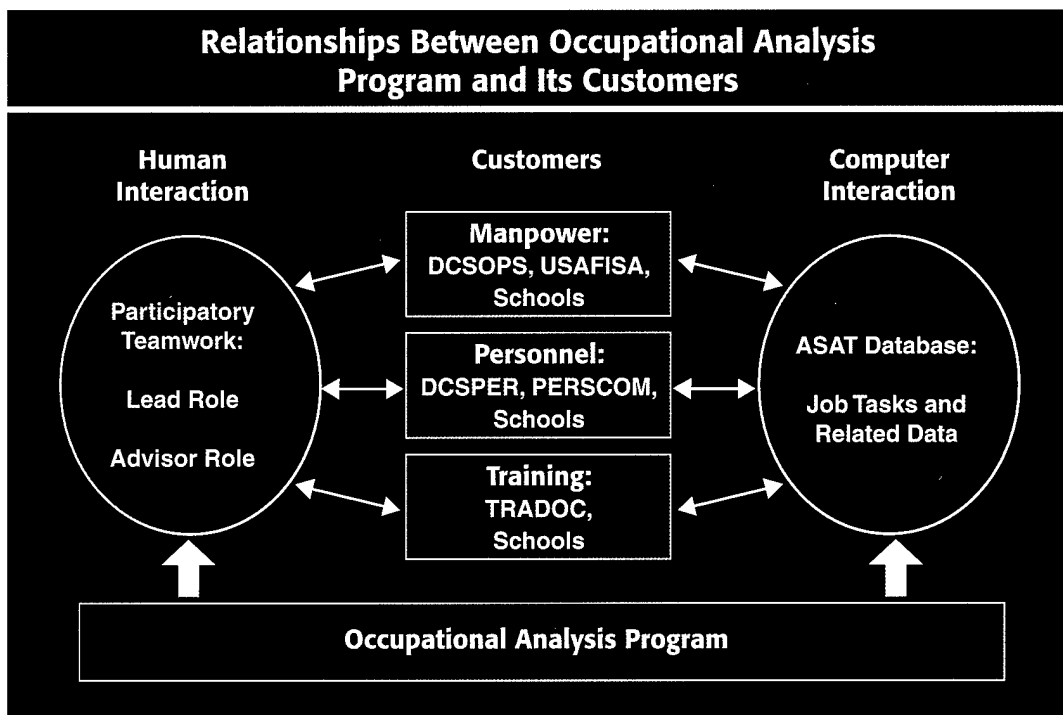 Relationships Between Occupational Analysis
Program and Its Customers
Human
Interaction
Customers
Computer
Interaction
Participatory
Teamwork:
Lead Role
Advisor Role
Manpower:
DCSOPS, USAFISA,
Schools
Personnel:
DCSPER, PERSCOM,
Schools
Training:
TRADOC,
Schools
ASAT Database:
Job Tasks and
Related Data
Occupational Analysis Program